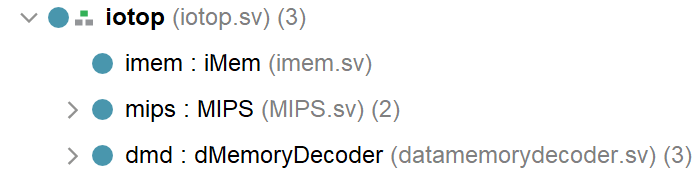 iotop (iotop.sv) (3)
imem : iMem (imem.sv)
mips : MIPS (MIPS.sv) (2)
dmd : dMemoryDecoder (datamemorydecoder.sv) (3)